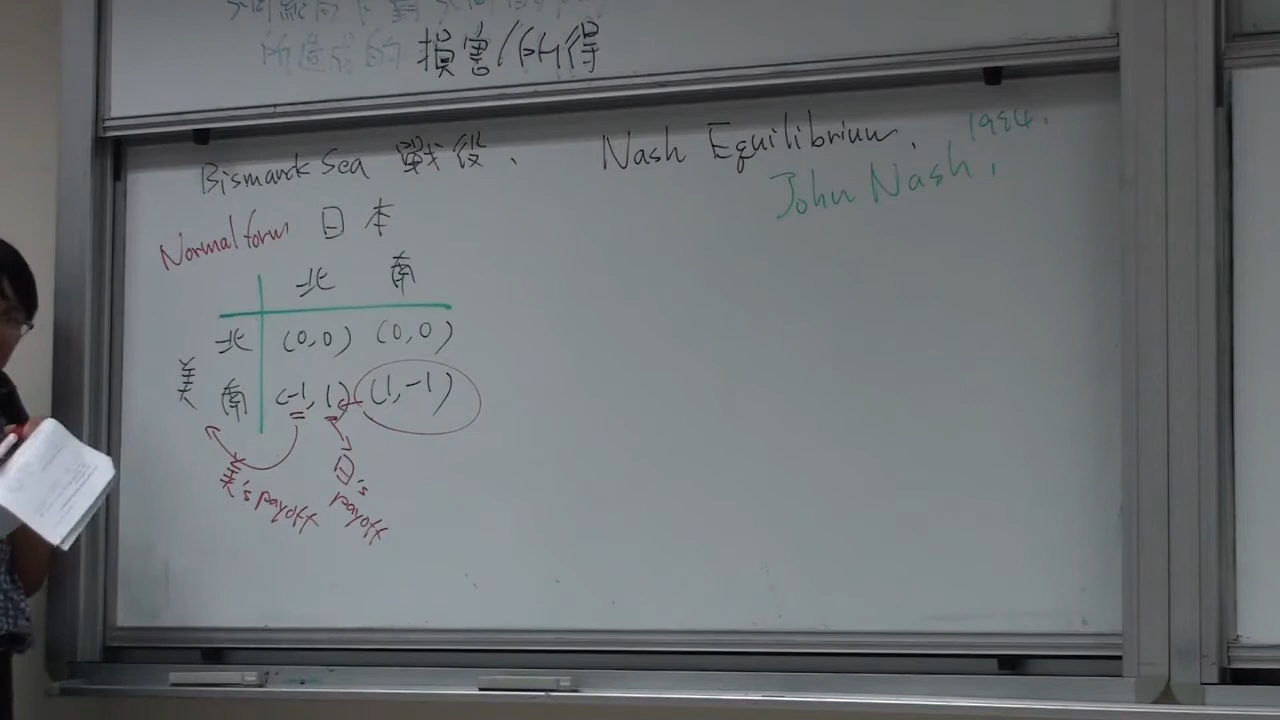 所造成的 損害/所得
Bismarck Sea 戰役、
Nash Equilibrium. 1994.
John Nash,
Normal form 日本
北 南
北 (0,0) (0,0)
美
南 (-1,1) (1,-1)
美's payoff
日's payoff